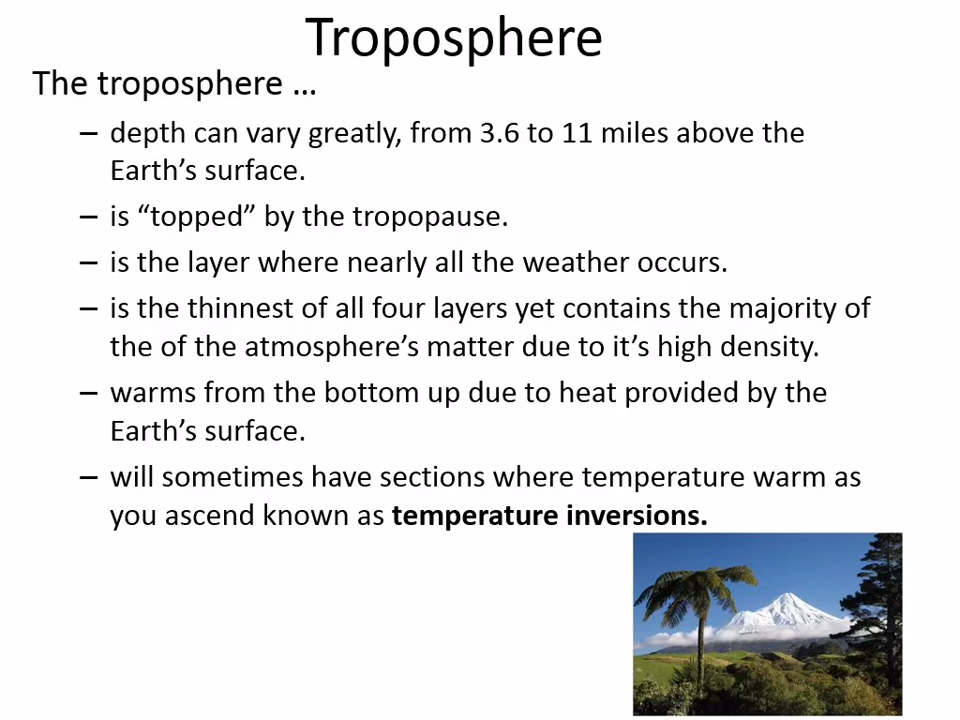 Troposphere
The troposphere …
– depth can vary greatly, from 3.6 to 11 miles above the
Earth’s surface.
– is “topped” by the tropopause.
– is the layer where nearly all the weather occurs.
– is the thinnest of all four layers yet contains the majority of
the of the atmosphere’s matter due to it’s high density.
– warms from the bottom up due to heat provided by the
Earth’s surface.
– will sometimes have sections where temperature warm as
you ascend known as temperature inversions.